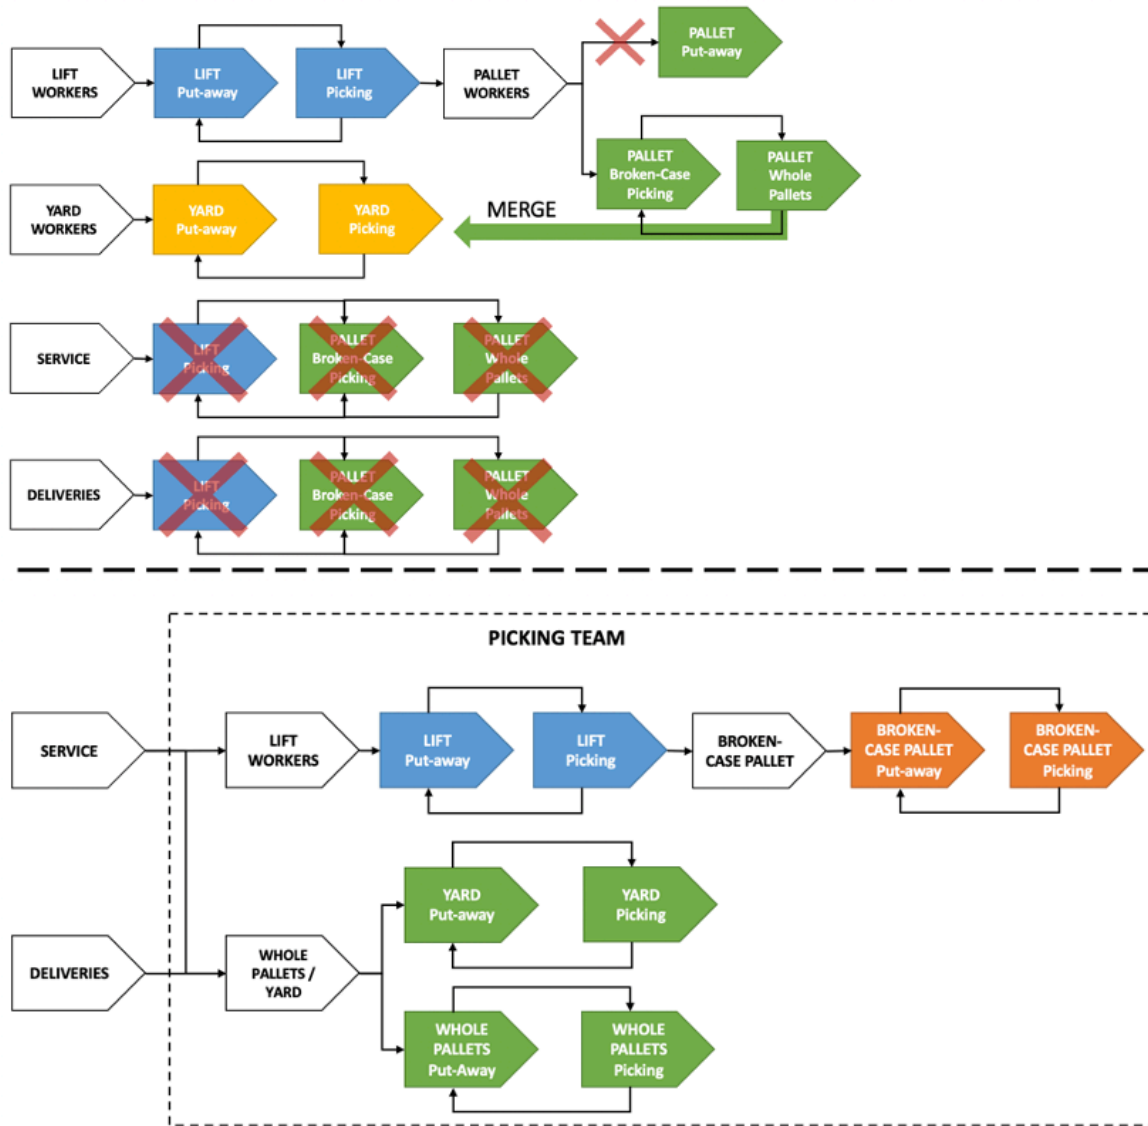 LIFT
WORKERS
LIFT
Put-away
LIFT
Picking
PALLET
WORKERS
PALLET
Put-away
PALLET
Broken-Case
Picking
PALLET
Whole
Pallets
YARD
WORKERS
YARD
Put-away
YARD
Picking
MERGE
SERVICE
LIFT
Picking
PALLET
Broken-Case
Picking
PALLET
Whole
Pallets
DELIVERIES
LIFT
Picking
PALLET
Broken-Case
Picking
PALLET
Whole
Pallets
PICKING TEAM
SERVICE
LIFT
WORKERS
LIFT
Put-away
LIFT
Picking
BROKEN-
CASE PALLET
BROKEN-
CASE PALLET
Put-away
BROKEN-
CASE PALLET
Picking
YARD
Put-away
YARD
Picking
DELIVERIES
WHOLE
PALLETS /
YARD
WHOLE
PALLETS
Put-Away
WHOLE
PALLETS
Picking